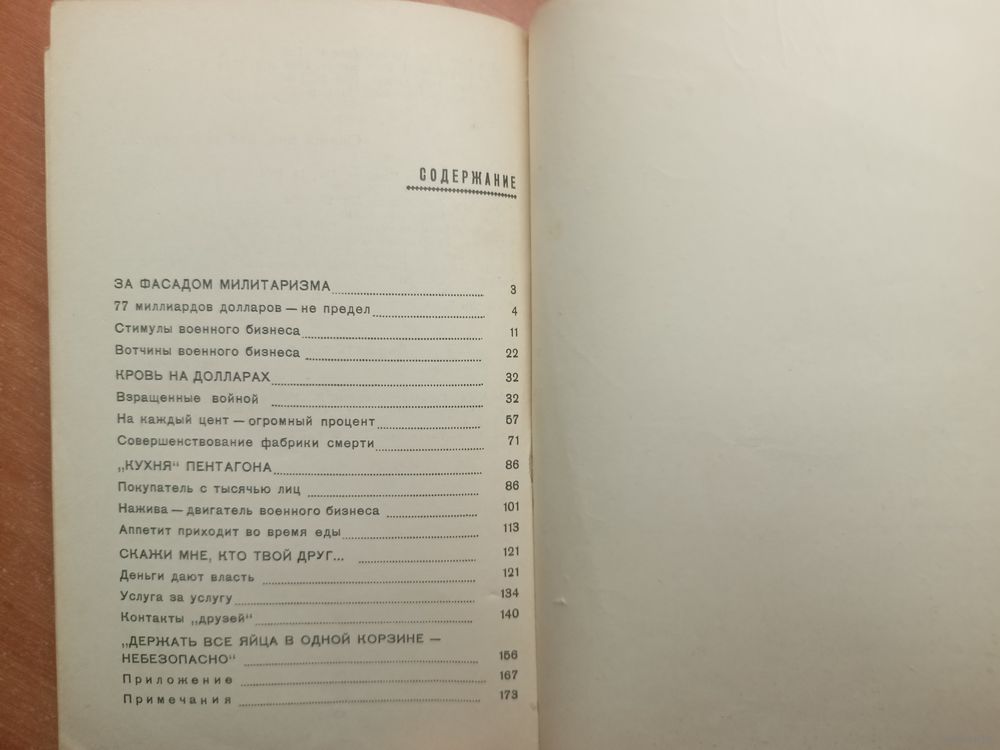 СОДЕРЖАНИЕ
ЗА ФАСАДОМ МИЛИТАРИЗМА 3
77 миллиардов долларов — не предел 4
Стимулы военного бизнеса 11
Вотчины военного бизнеса 22
КРОВЬ НА ДОЛЛАРАХ 32
Взращенные войной 32
На каждый цент — огромный процент 57
Совершенствование фабрики смерти 71
„КУХНЯ“ ПЕНТАГОНА 86
Покупатель с тысячью лиц 86
Нажива — двигатель военного бизнеса 101
Аппетит приходит во время еды 113
СКАЖИ МНЕ, КТО ТВОЙ ДРУГ... 121
Деньги дают власть 121
Услуга за услугу 134
Контакты „друзей“ 140
„ДЕРЖАТЬ ВСЕ ЯЙЦА В ОДНОЙ КОРЗИНЕ —
НЕБЕЗОПАСНО“ 156
Приложение 167
Примечания 173